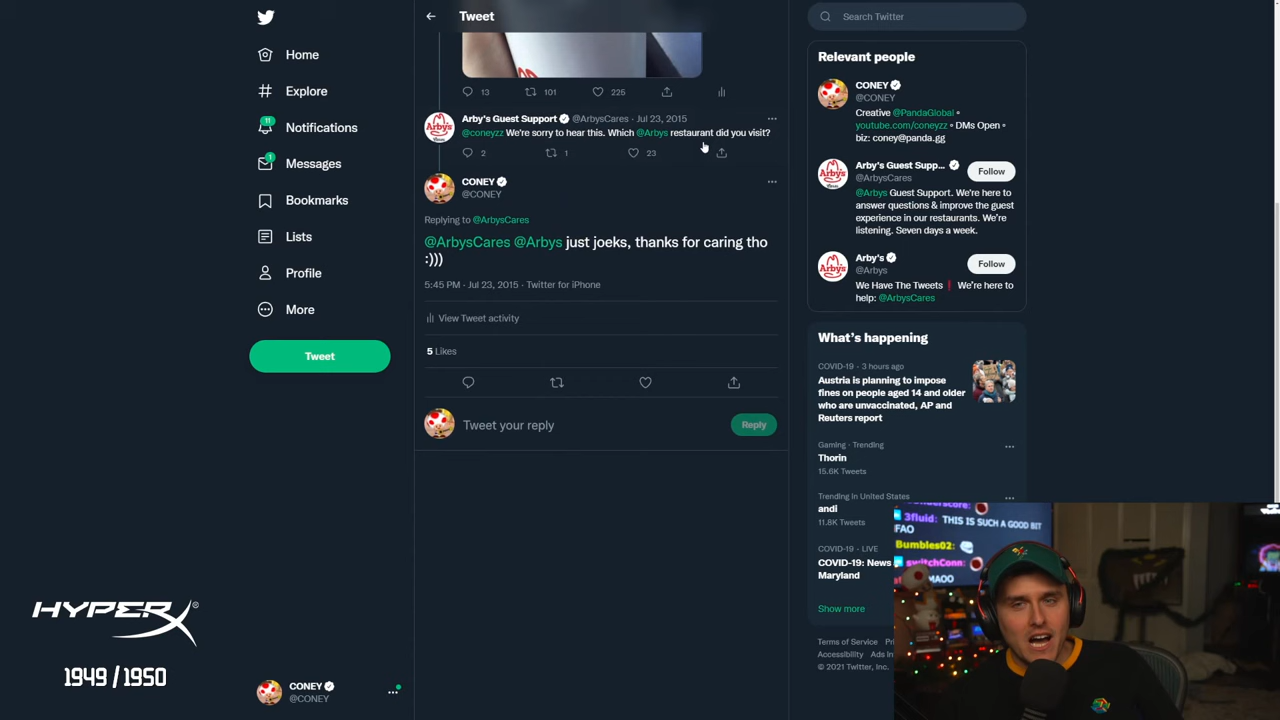 Home
Explore
11
Notifications
1
Messages
Bookmarks
Lists
Profile
More
Tweet
CONEY
@CONEY
HYPERX®
1949 / 1950
Tweet
13
101
226
Arby's Guest Support @ArbysCares · Jul 23, 2015
@coneyzz We're sorry to hear this. Which @Arbys restaurant did you visit?
2
1
23
CONEY
@CONEY
Replying to @ArbysCares
@ArbysCares @Arbys just joeks, thanks for caring tho
:)))
5:45 PM · Jul 23, 2015 · Twitter for iPhone
View Tweet activity
5 Likes
Tweet your reply
Reply
Search Twitter
Relevant people
CONEY
@CONEY
Creative @PandaGlobal
youtube.com/coneyzz DMs Open
biz: coney@panda.gg
Arby's Guest Supp...
@ArbysCares
Follow
@Arbys Guest Support. We're here to
answer questions & improve the guest
experience in our restaurants. We're
listening. Seven days a week.
Arby's
@Arbys
Follow
We Have The Tweets❗ We're here to
help: @ArbysCares
What's happening
COVID-19 · 3 hours ago
Austria is planning to impose
fines on people aged 14 and older
who are unvaccinated, AP and
Reuters report
Gaming · Trending
Thorin
15.6K Tweets
Trending in United States
andi
11.8K Tweets
COVID-19 · LIVE
COVID-19: News
Maryland
Show more
Terms of Service
Accessibility
© 2021 Twitter, Inc.
3fluid: THIS IS SUCH A GOOD BIT
Bumbles02:
switchConn: